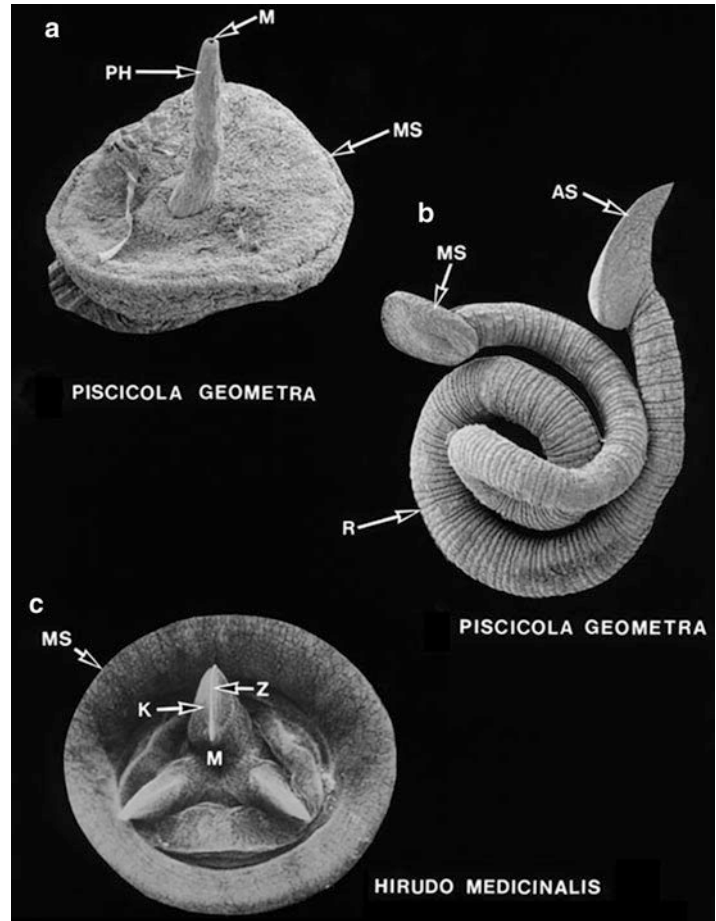 a
M
PH
MS
PISCICOLA GEOMETRA
b
AS
MS
R
PISCICOLA GEOMETRA
c
MS
Z
K
M
HIRUDO MEDICINALIS